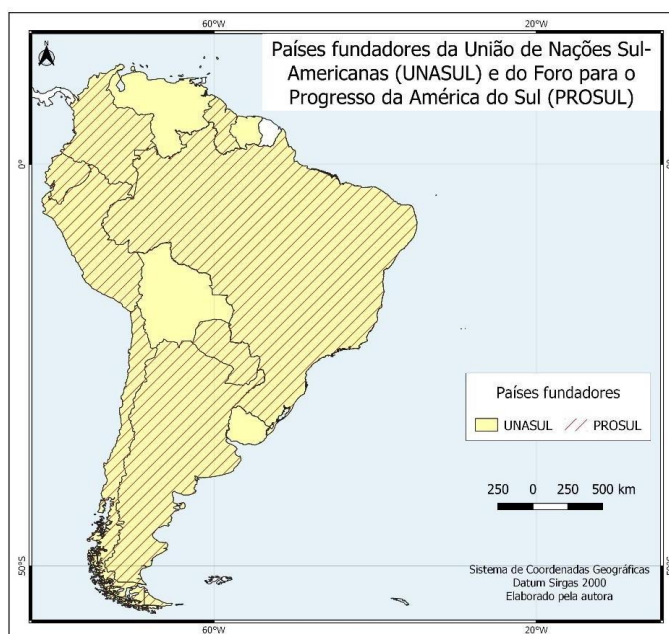 60°W
20°W
N
Países fundadores da União de Nações Sul-
Americanas (UNASUL) e do Foro para o
Progresso da América do Sul (PROSUL)
0°
0°
Países fundadores
UNASUL
PROSUL
250 0 250 500 km
50°S
Sistema de Coordenadas Geográficas
Datum Sirgas 2000
Elaborado pela autora
60°W
20°W